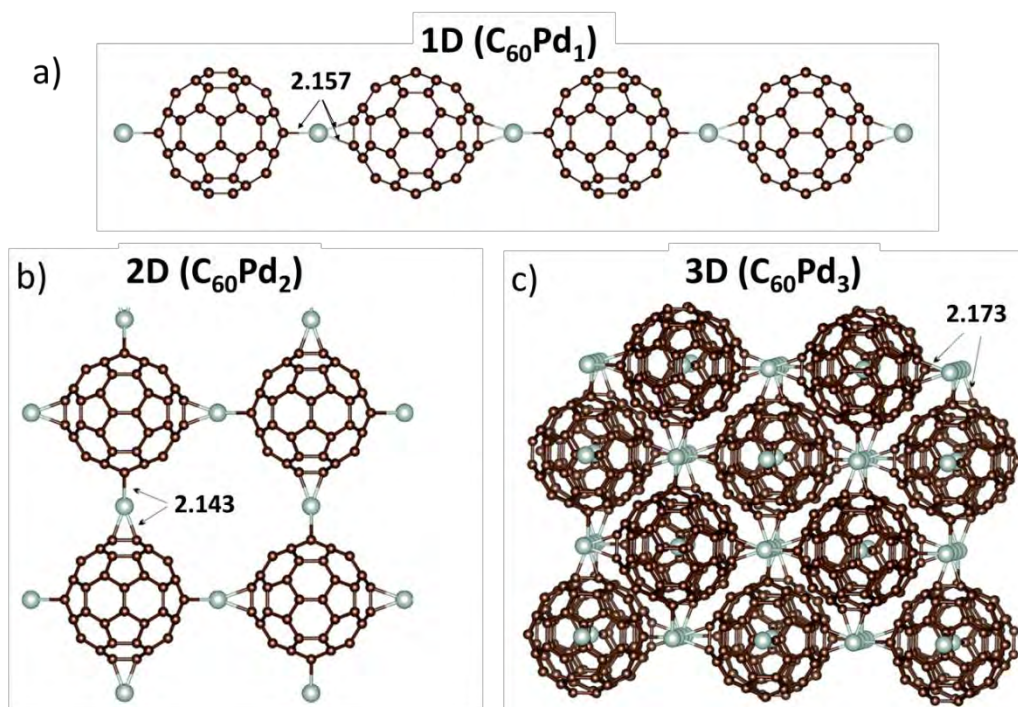 1D (C₆₀Pd₁)
a)
2.157
b)
2D (C₆₀Pd₂)
2.143
c)
3D (C₆₀Pd₃)
2.173